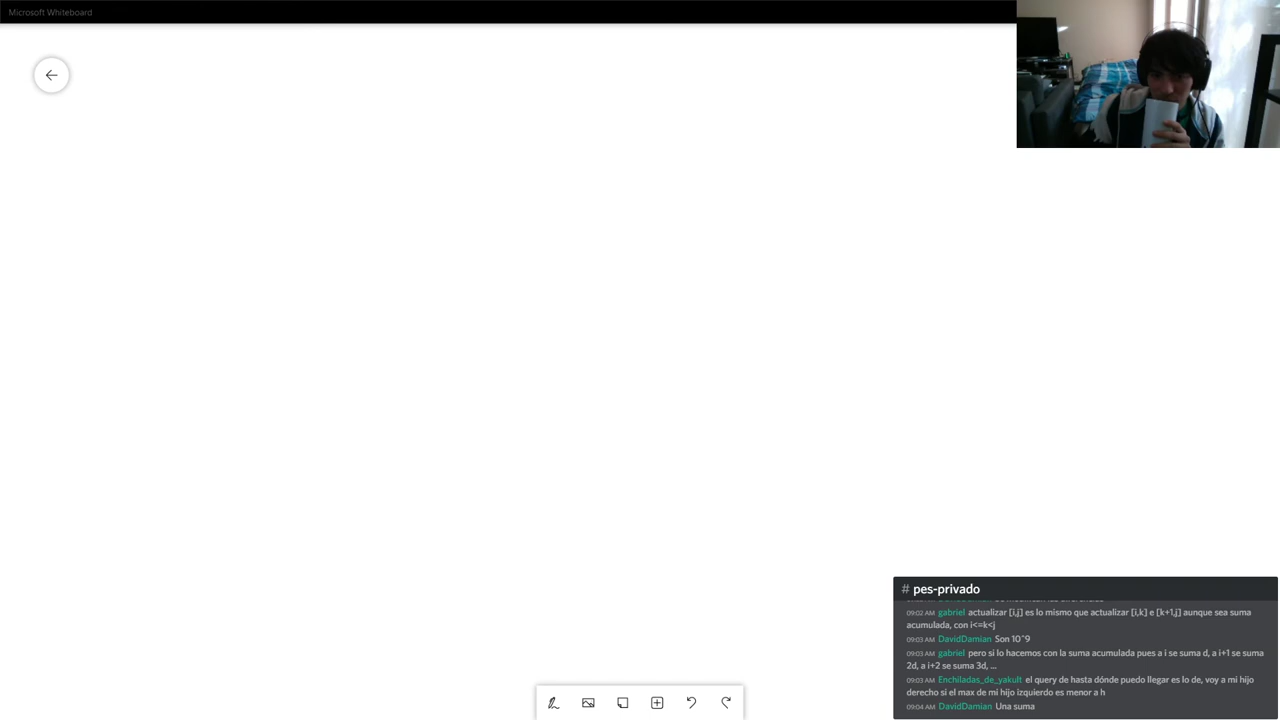 Microsoft Whiteboard
# pes-privado
09:02 AM gabriel actualizar [i,j] es lo mismo que actualizar [i,k] e [k+1,j] aunque sea suma
acumulada, con i<=k<j
09:03 AM DavidDamian Son 10^9
09:03 AM gabriel pero si lo hacemos con la suma acumulada pues a i se suma d, a i+1 se suma
2d, a i+2 se suma 3d, ...
09:03 AM Enchiladas_de_yakult el query de hasta dónde puedo llegar es lo de, voy a mi hijo
derecho si el max de mi hijo izquierdo es menor a h
09:04 AM DavidDamian Una suma